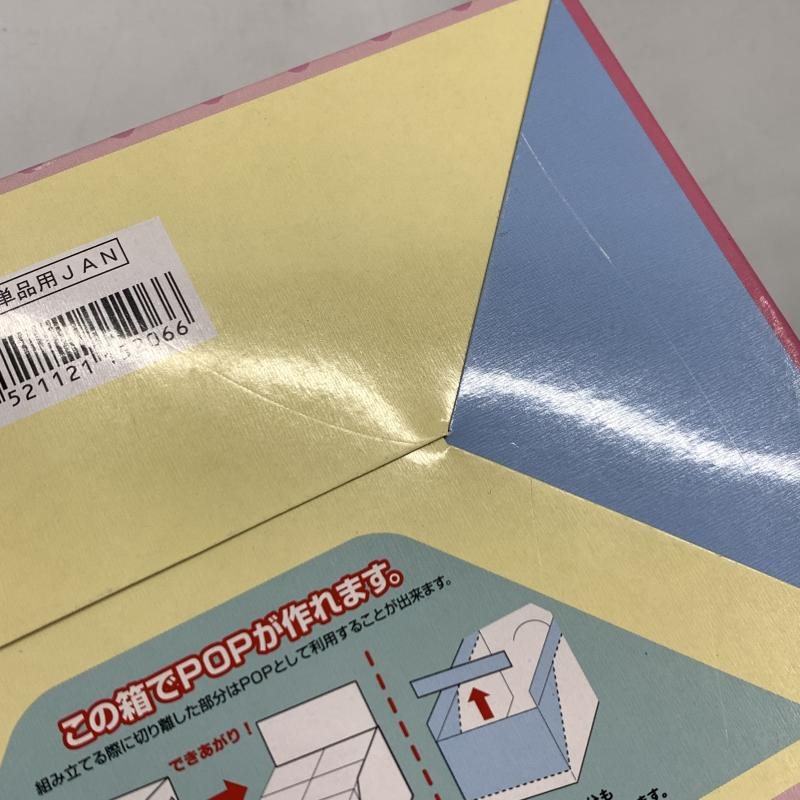 単品用JAN
521121
この箱でPOPが作れます。
組み立てる際に切り離した部分はPOPとして利用することが出来ます。
できあがり!